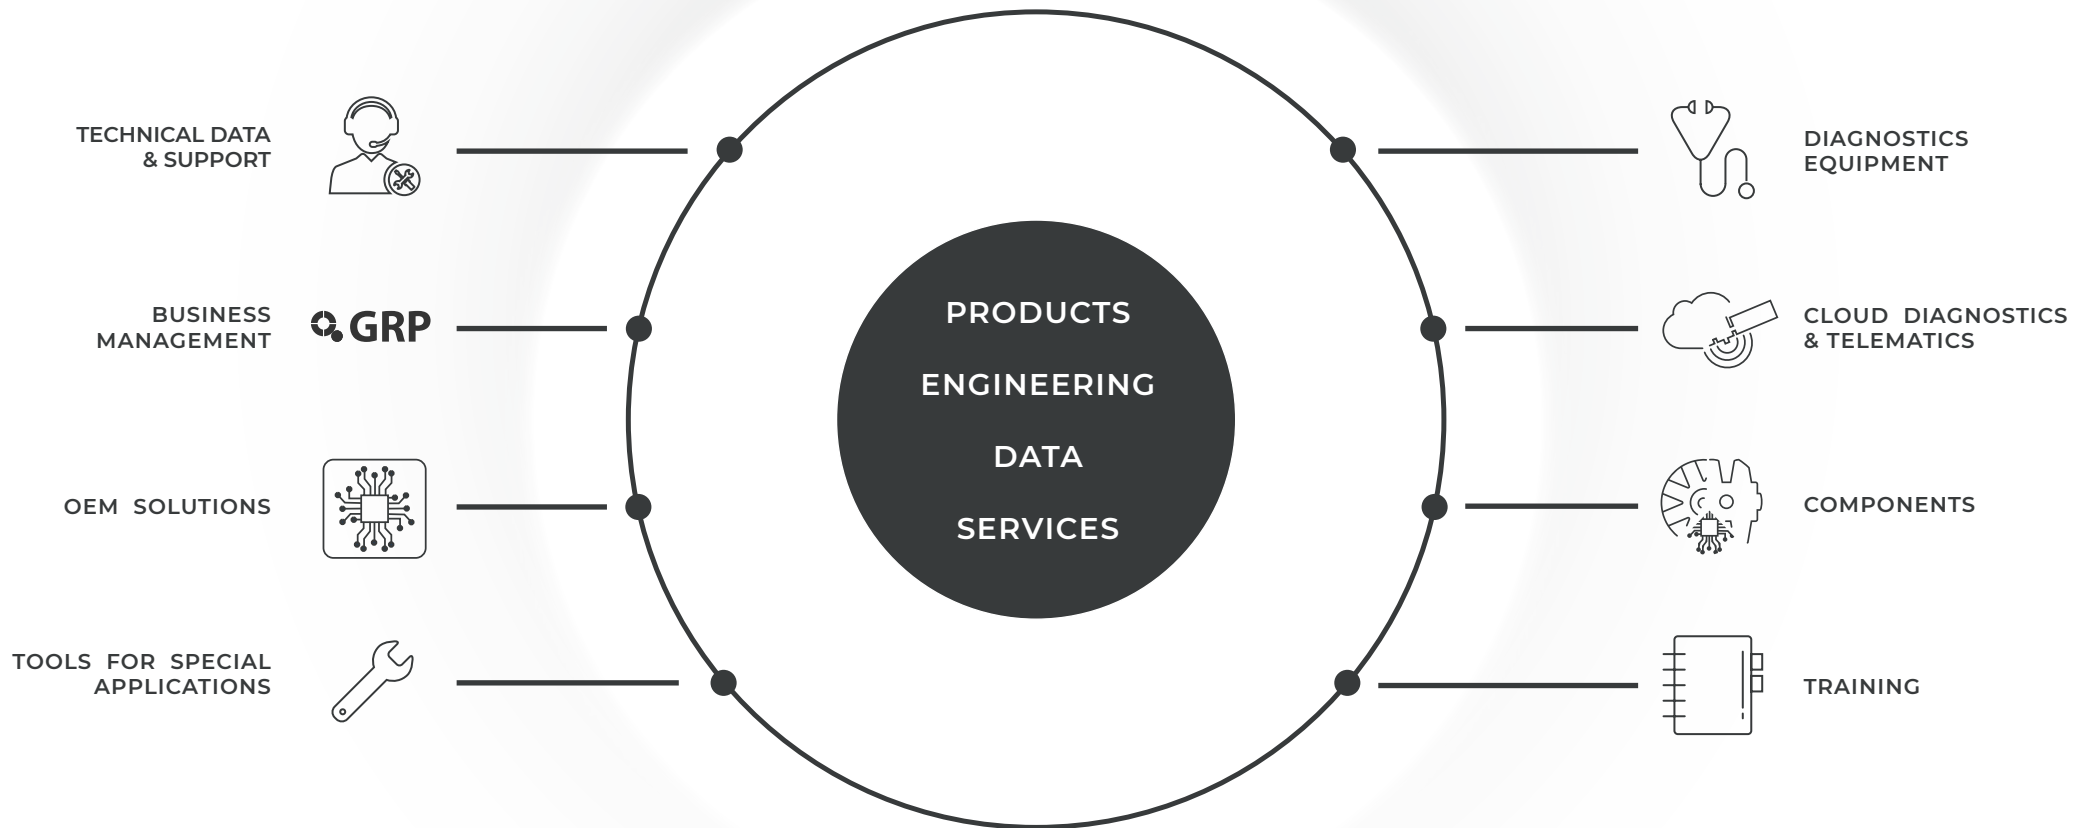 TECHNICAL DATA
& SUPPORT
BUSINESS
MANAGEMENT
GRP
OEM SOLUTIONS
TOOLS FOR SPECIAL
APPLICATIONS
PRODUCTS
ENGINEERING
DATA
SERVICES
DIAGNOSTICS
EQUIPMENT
CLOUD DIAGNOSTICS
& TELEMATICS
COMPONENTS
TRAINING